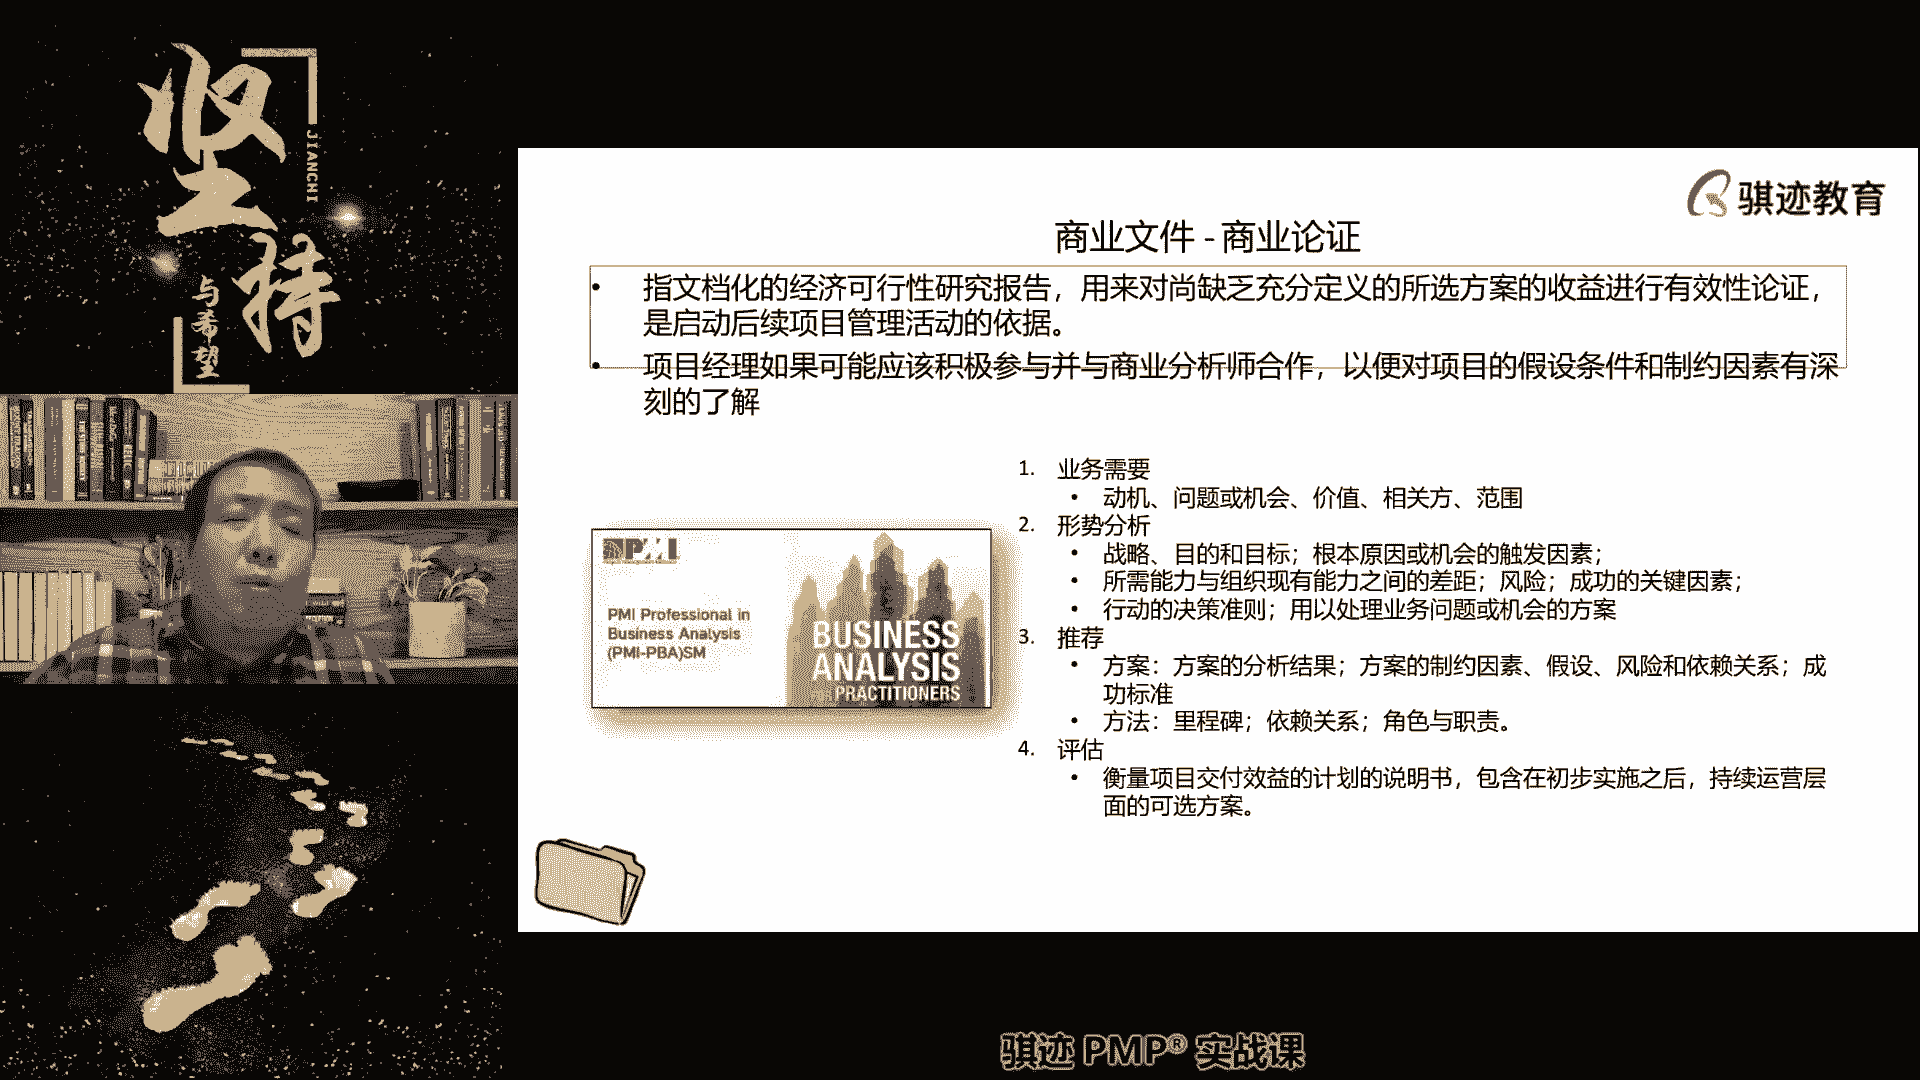 坚持
JIANCHI
与希望
骐迹教育
商业文件 - 商业论证
• 指文档化的经济可行性研究报告，用来对尚缺乏充分定义的所选方案的收益进行有效性论证，
是启动后续项目管理活动的依据。
• 项目经理如果可能应该积极参与并与商业分析师合作，以便对项目的假设条件和制约因素有深
刻的了解
PMI
PMI Professional in
Business Analysis
(PMI-PBA)SM
BUSINESS
ANALYSIS
PRACTITIONERS
1. 业务需要
• 动机、问题或机会、价值、相关方、范围
2. 形势分析
• 战略、目的和目标；根本原因或机会的触发因素；
• 所需能力与组织现有能力之间的差距；风险；成功的关键因素；
• 行动的决策准则；用以处理业务问题或机会的方案
3. 推荐
• 方案：方案的分析结果；方案的制约因素、假设、风险和依赖关系；成
功标准
• 方法：里程碑；依赖关系；角色与职责。
4. 评估
• 衡量项目交付效益的计划的说明书，包含在初步实施之后，持续运营层
面的可选方案。
骐迹 PMP® 实战课